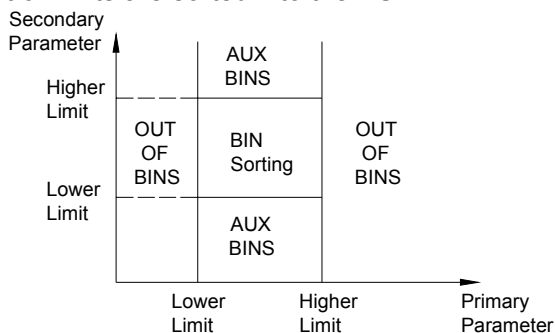 Secondary
Parameter
AUX
BINS
Higher
Limit
OUT
OF
BINS
BIN
Sorting
OUT
OF
BINS
Lower
Limit
AUX
BINS
Lower
Limit
Higher
Limit
Primary
Parameter